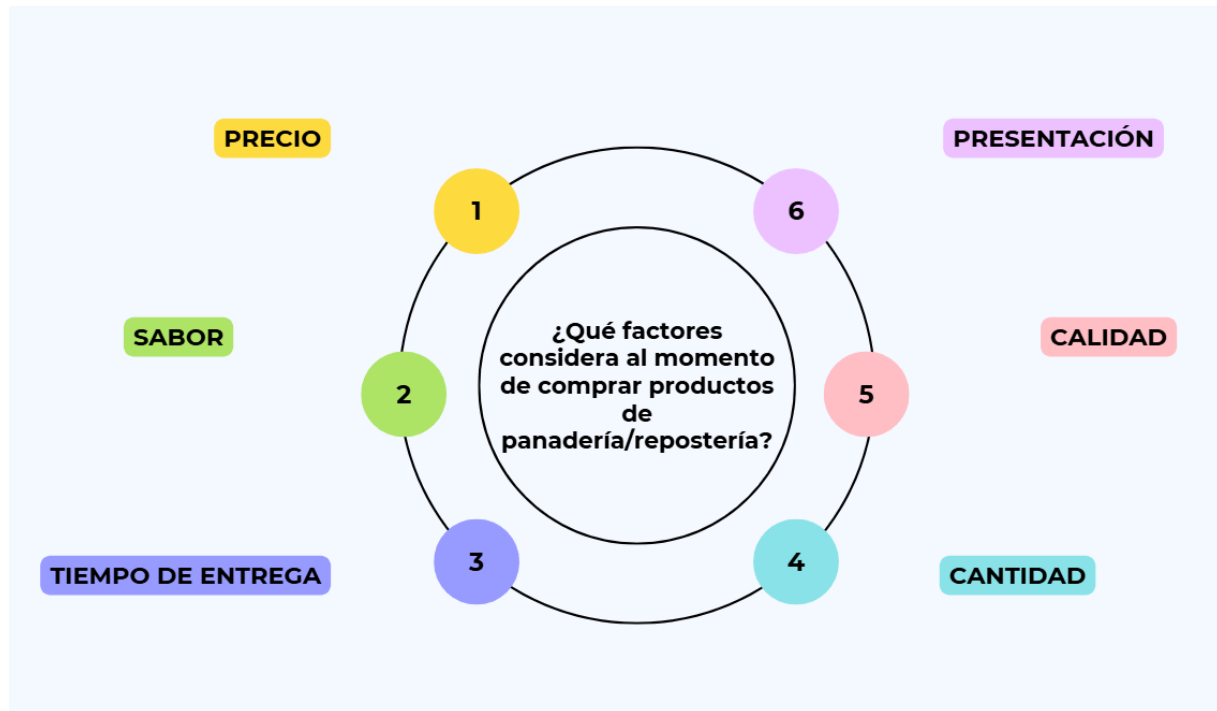 PRECIO
1
SABOR
2
TIEMPO DE ENTREGA
3
¿Qué factores
considera al momento
de comprar productos
de
panadería/repostería?
4
CANTIDAD
5
CALIDAD
6
PRESENTACIÓN